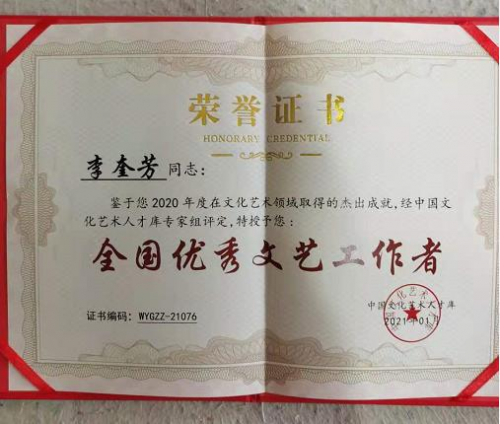 荣誉证书
HONORARY CREDENTIAL
李奎芳同志:
鉴于您 2020 年度在文化艺术领域取得的杰出成就,经中国文
化艺术人才库专家组评定,特授予您:
全国优秀文艺工作者
中国文化艺术人才库
证书编码: WYGZZ-21076
2021年01月